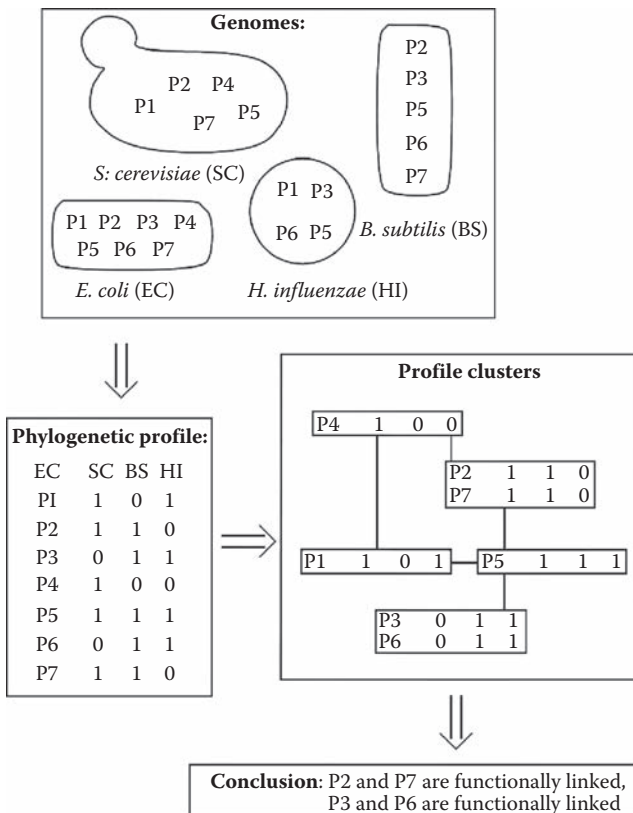 Genomes:
P2 P4
P1
P7 P5
S: cerevisiae (SC)
P2
P3
P5
P6
P7
B. subtilis (BS)
P1 P2 P3 P4
P5 P6 P7
E. coli (EC)
P1 P3
P6 P5
H. influenzae (HI)
Phylogenetic profile:
EC SC BS HI
PI 1 0 1
P2 1 1 0
P3 0 1 1
P4 1 0 0
P5 1 1 1
P6 0 1 1
P7 1 1 0
Profile clusters
P4 1 0 0
P2 1 1 0
P7 1 1 0
P1 1 0 1
P5 1 1 1
P3 0 1 1
P6 0 1 1
Conclusion: P2 and P7 are functionally linked,
P3 and P6 are functionally linked